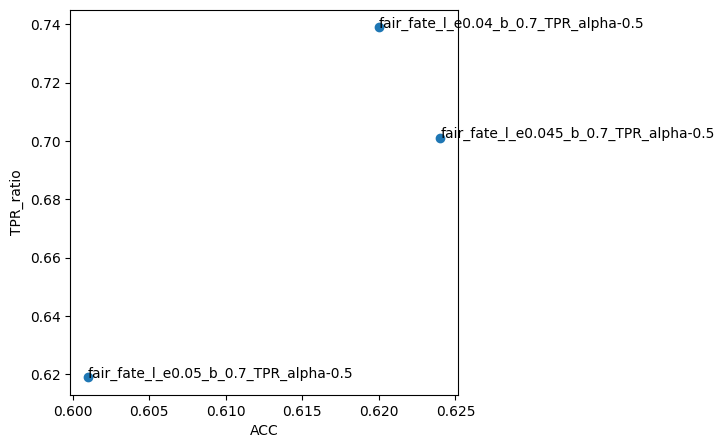 0.74
0.72
0.70
0.68
0.66
0.64
0.62
TPR_ratio
fair_fate_l_e0.04_b_0.7_TPR_alpha-0.5
fair_fate_l_e0.045_b_0.7_TPR_alpha-0.5
fair_fate_l_e0.05_b_0.7_TPR_alpha-0.5
0.600 0.605 0.610 0.615 0.620 0.625
ACC